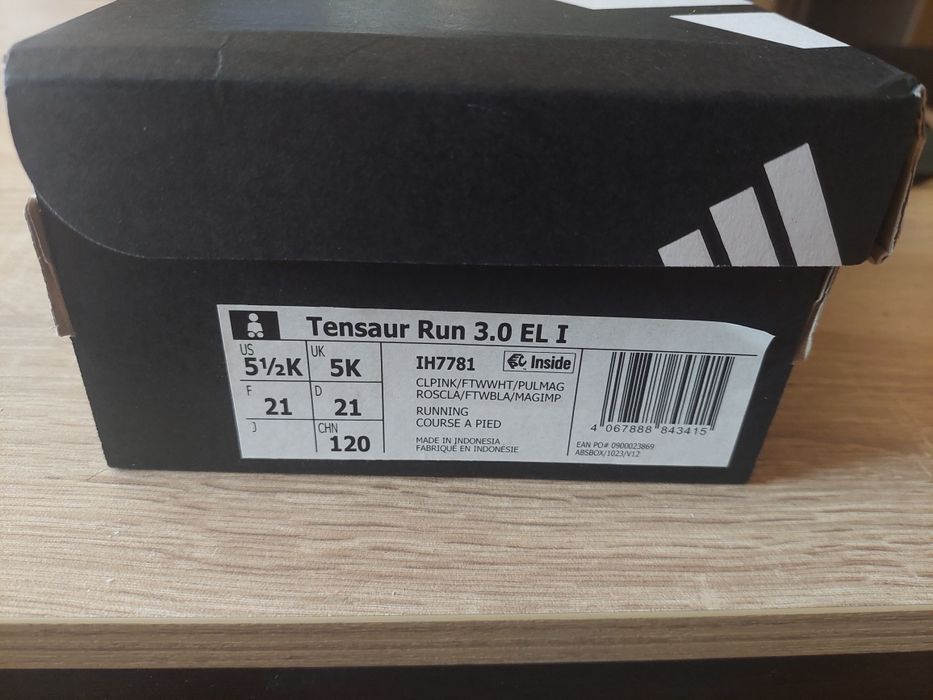 Tensaur Run 3.0 EL I
US 5½K UK 5K
F 21 D 21
J CHN 120
IH7781 Inside
CLPINK/FTWWHT/PULMAG
ROSCLA/FTWBLA/MAGIMP
RUNNING
COURSE A PIED
MADE IN INDONESIA
FABRIQUÉ EN INDONÉSIE
4 067888 843415
EAN PO# 0900023869
ABSBOX/1023/V12